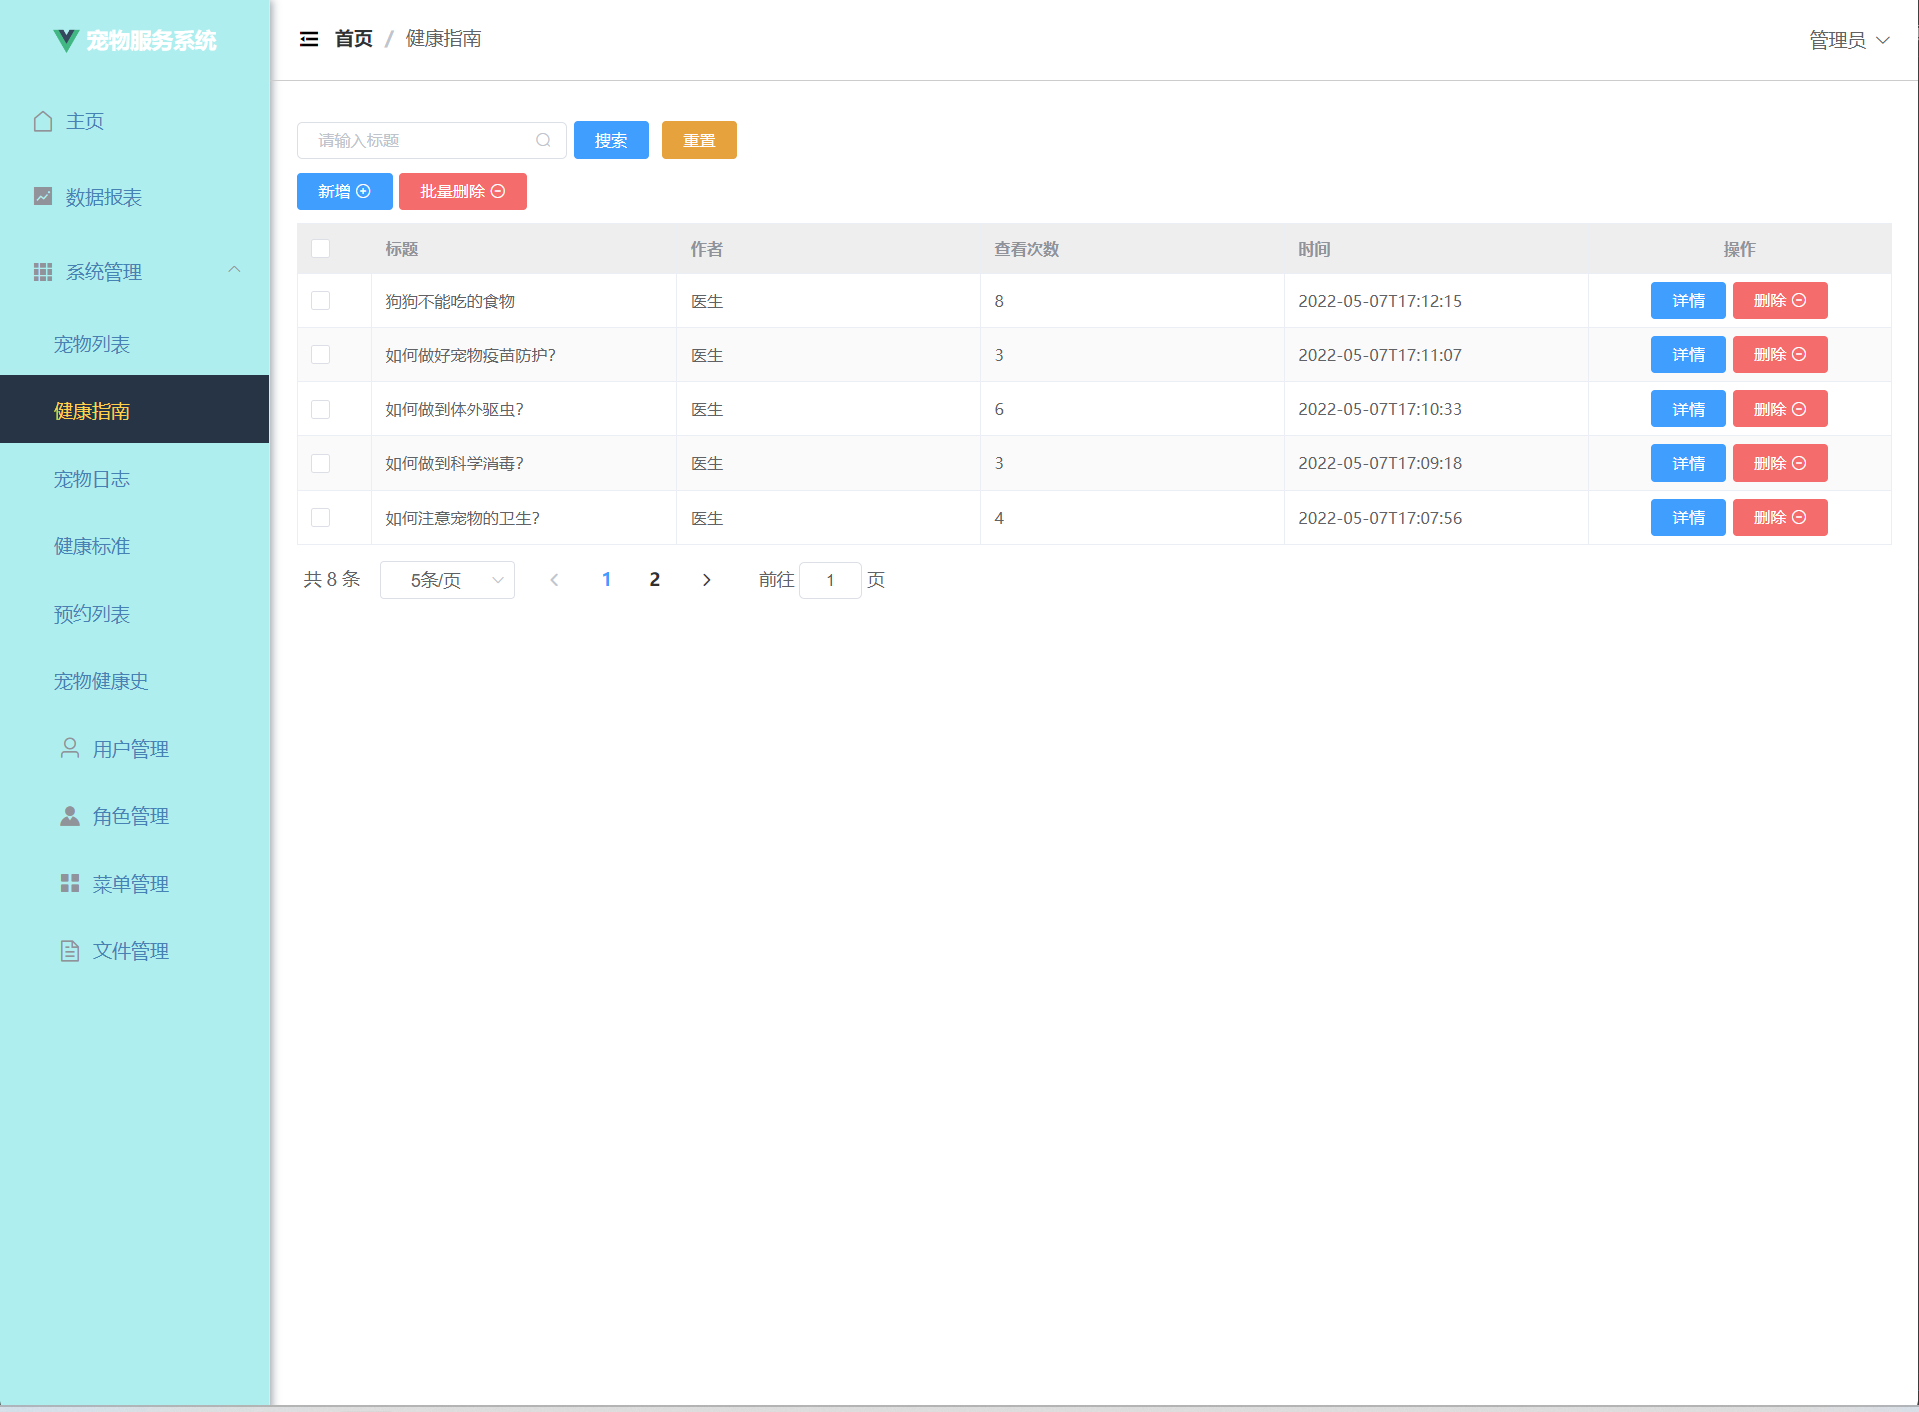 宠物服务系统
主页
数据报表
系统管理
宠物列表
健康指南
宠物日志
健康标准
预约列表
宠物健康史
用户管理
角色管理
菜单管理
文件管理
首页 / 健康指南
管理员
请输入标题 搜索 重置
新增 批量删除
标题 作者 查看次数 时间 操作
狗狗不能吃的食物 医生 8 2022-05-07T17:12:15 详情 删除
如何做好宠物疫苗防护? 医生 3 2022-05-07T17:11:07 详情 删除
如何做到体外驱虫? 医生 6 2022-05-07T17:10:33 详情 删除
如何做到科学消毒? 医生 3 2022-05-07T17:09:18 详情 删除
如何注意宠物的卫生? 医生 4 2022-05-07T17:07:56 详情 删除
共 8 条 5条/页 1 2 前往 1 页